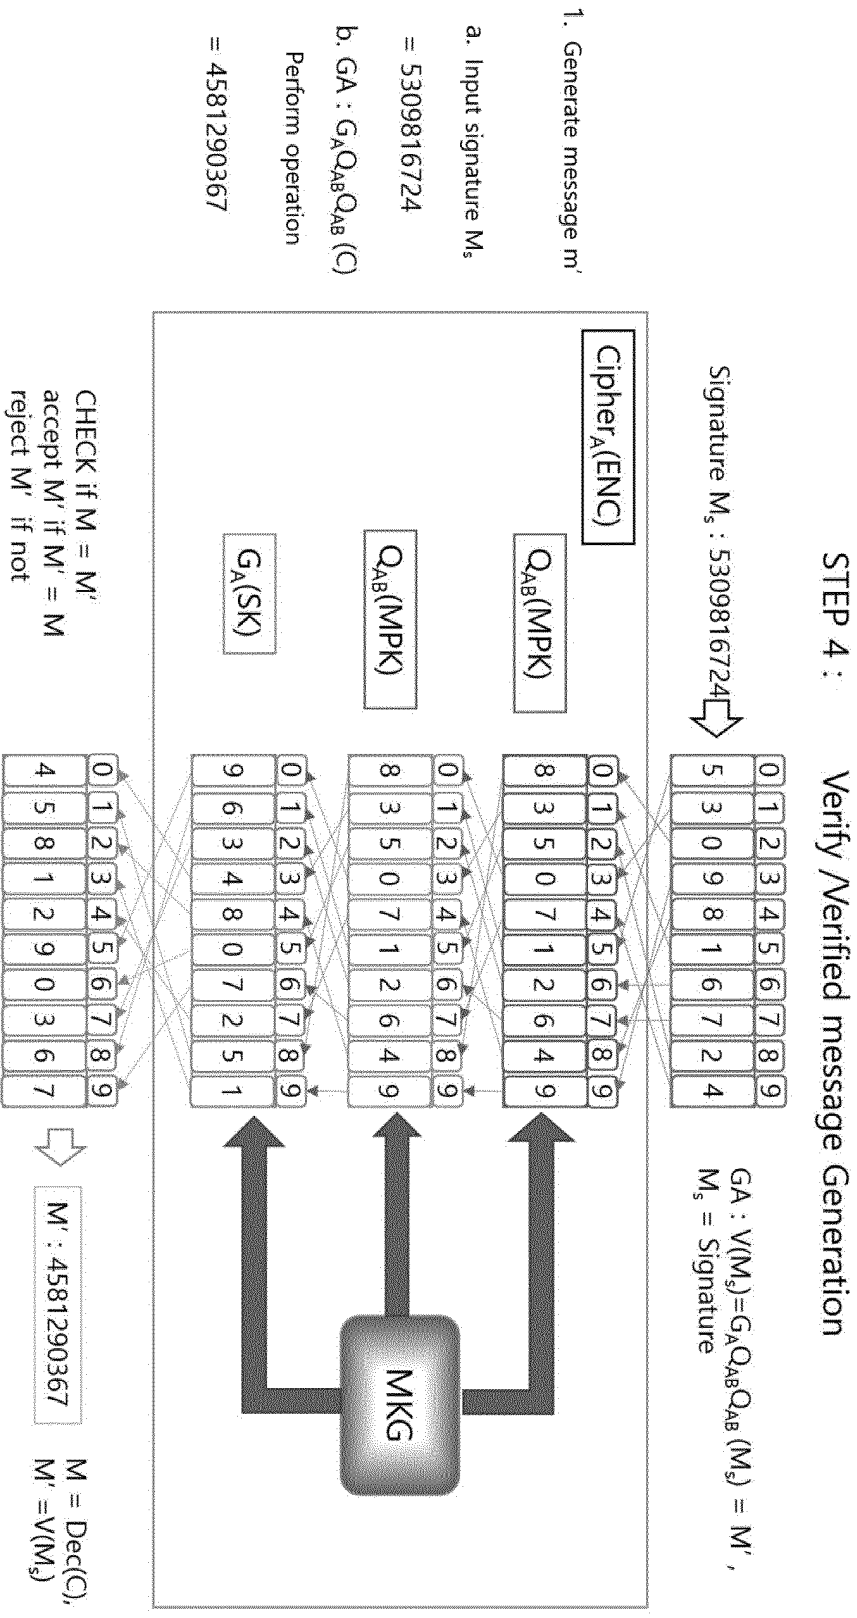 STEP 4 :   Verify /Verified message Generation
1. Generate message m'
a. Input signature Mₛ
= 5309816724
b. GA : G_AQ_ABQ_AB (C)
Perform operation
= 4581290367
Signature Mₛ : 5309816724
0 1 2 3 4 5 6 7 8 9
5 3 0 9 8 1 6 7 2 4
GA : V(Mₛ)=G_AQ_ABQ_AB (Mₛ) = M' ,
Mₛ = Signature
Cipher_A(ENC)
Q_AB(MPK)
0 1 2 3 4 5 6 7 8 9
8 3 5 0 7 1 2 6 4 9
Q_AB(MPK)
0 1 2 3 4 5 6 7 8 9
8 3 5 0 7 1 2 6 4 9
MKG
G_A(SK)
0 1 2 3 4 5 6 7 8 9
9 6 3 4 8 0 7 2 5 1
CHECK if M = M'
accept M' if M' = M
reject M' if not
0 1 2 3 4 5 6 7 8 9
4 5 8 1 2 9 0 3 6 7
M' : 4581290367
M = Dec(C),
M' =V(Mₛ)